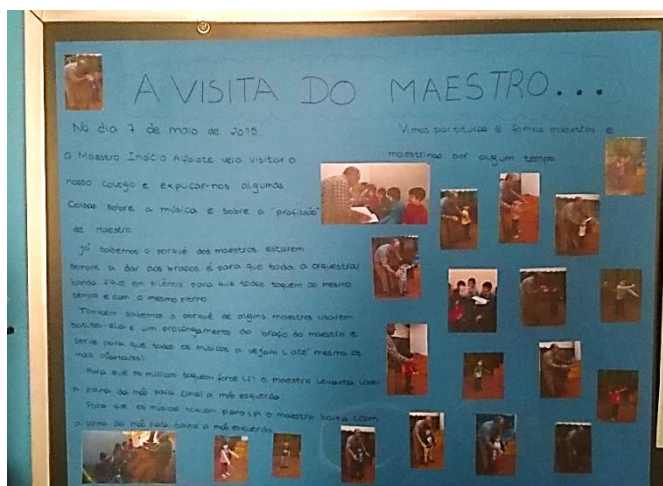 A VISITA DO MAESTRO...
No dia 7 de maio de 2015.
O Maestro Inácio veio visitar o
nosso Colégio e explicar-nos algumas
Coisas sobre a música e sobre a "profissão"
de Maestro.
Já sabemos o porquê dos maestros estarem
sempre a dar aos braços é para que toda a orquestra/
banda em silêncio para que todos toquem ao mesmo
tempo e com o mesmo ritmo.
Também sabemos o porquê de alguns maestros usarem
batuta: ela é um prolongamento do braço do maestro e
serve para que todos os músicos a vejam (até mesmo os
mais afastados)
Para que os músicos toquem forte (f) o maestro levanta (com
a palma da mão para cima) a mão esquerda.
Para que os músicos toquem piano (p) o maestro baixa (com
a palma da mão para baixo) a mão esquerda.
Vimos partituras e fomos maestros e
maestrinas por algum tempo